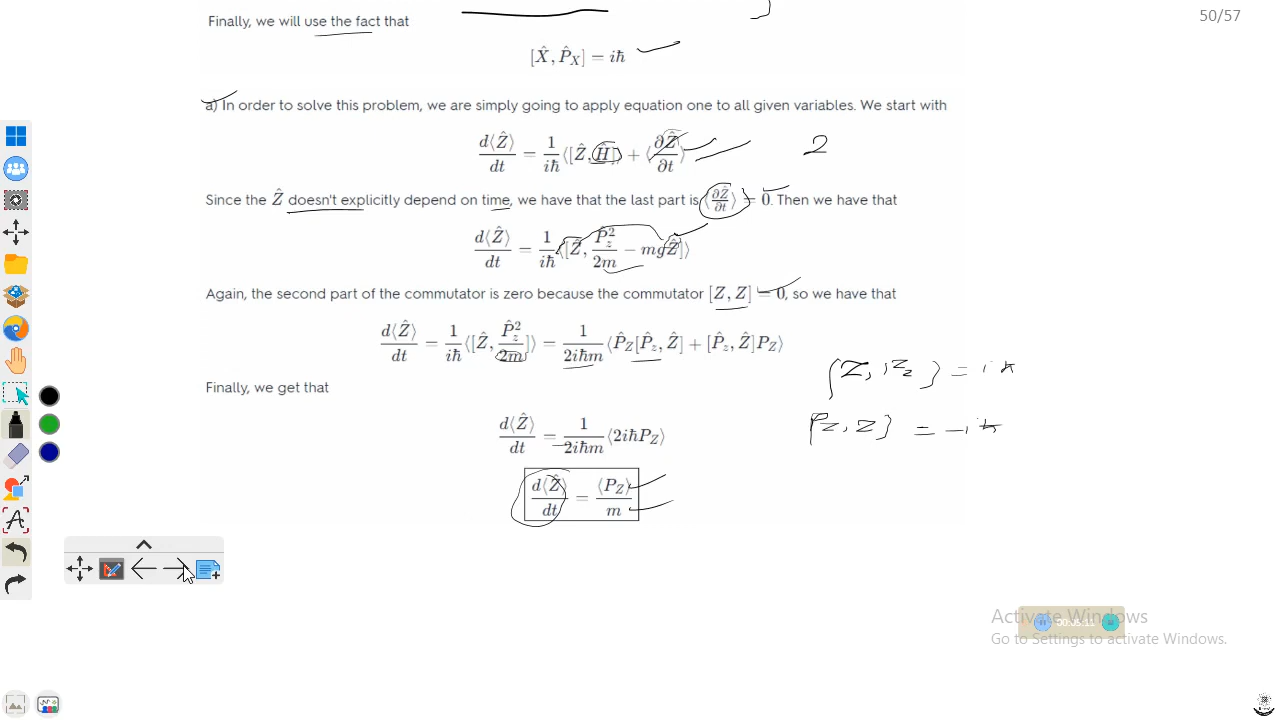 50/57
Finally, we will use the fact that
[X̂, P̂_X] = iħ
a) In order to solve this problem, we are simply going to apply equation one to all given variables. We start with
d⟨Ẑ⟩/dt = 1/iħ ⟨[Ẑ, Ĥ]⟩ + ⟨∂Ẑ/∂t⟩
2
Since the Ẑ doesn't explicitly depend on time, we have that the last part is ⟨∂Ẑ/∂t⟩ = 0. Then we have that
d⟨Ẑ⟩/dt = 1/iħ ⟨[Ẑ, P̂_z²/2m − mgẐ]⟩
Again, the second part of the commutator is zero because the commutator [Z, Z] = 0, so we have that
d⟨Ẑ⟩/dt = 1/iħ ⟨[Ẑ, P̂_z²/2m]⟩ = 1/2iħm ⟨P̂_Z[P̂_z, Ẑ] + [P̂_z, Ẑ]P_Z⟩
[Z, P_z] = iħ
Finally, we get that
[P_z, Z] = −iħ
d⟨Ẑ⟩/dt = 1/2iħm ⟨2iħP_Z⟩
d⟨Ẑ⟩/dt = ⟨P_Z⟩/m
Activate Windows
Go to Settings to activate Windows.